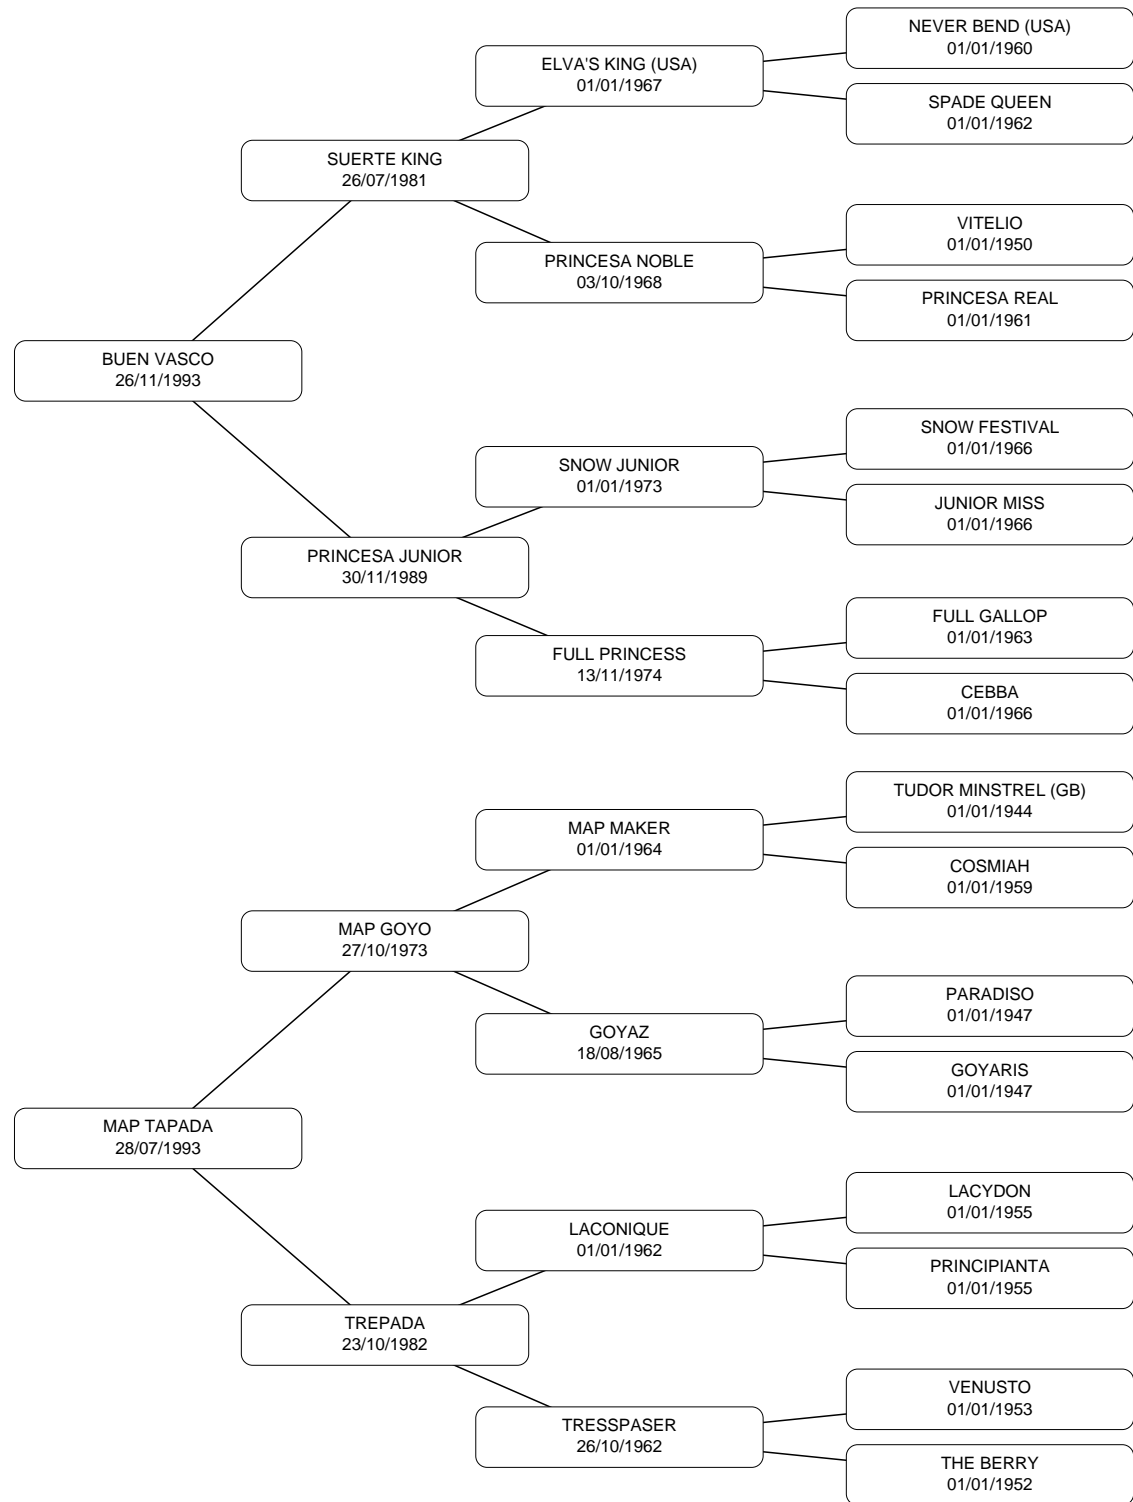 NEVER BEND (USA)
01/01/1960
ELVA'S KING (USA)
01/01/1967
SPADE QUEEN
01/01/1962
SUERTE KING
26/07/1981
VITELIO
01/01/1950
PRINCESA NOBLE
03/10/1968
PRINCESA REAL
01/01/1961
BUEN VASCO
26/11/1993
SNOW FESTIVAL
01/01/1966
SNOW JUNIOR
01/01/1973
JUNIOR MISS
01/01/1966
PRINCESA JUNIOR
30/11/1989
FULL GALLOP
01/01/1963
FULL PRINCESS
13/11/1974
CEBBA
01/01/1966
TUDOR MINSTREL (GB)
01/01/1944
MAP MAKER
01/01/1964
COSMIAH
01/01/1959
MAP GOYO
27/10/1973
PARADISO
01/01/1947
GOYAZ
18/08/1965
GOYARIS
01/01/1947
MAP TAPADA
28/07/1993
LACYDON
01/01/1955
LACONIQUE
01/01/1962
PRINCIPIANTA
01/01/1955
TREPADA
23/10/1982
VENUSTO
01/01/1953
TRESSPASER
26/10/1962
THE BERRY
01/01/1952